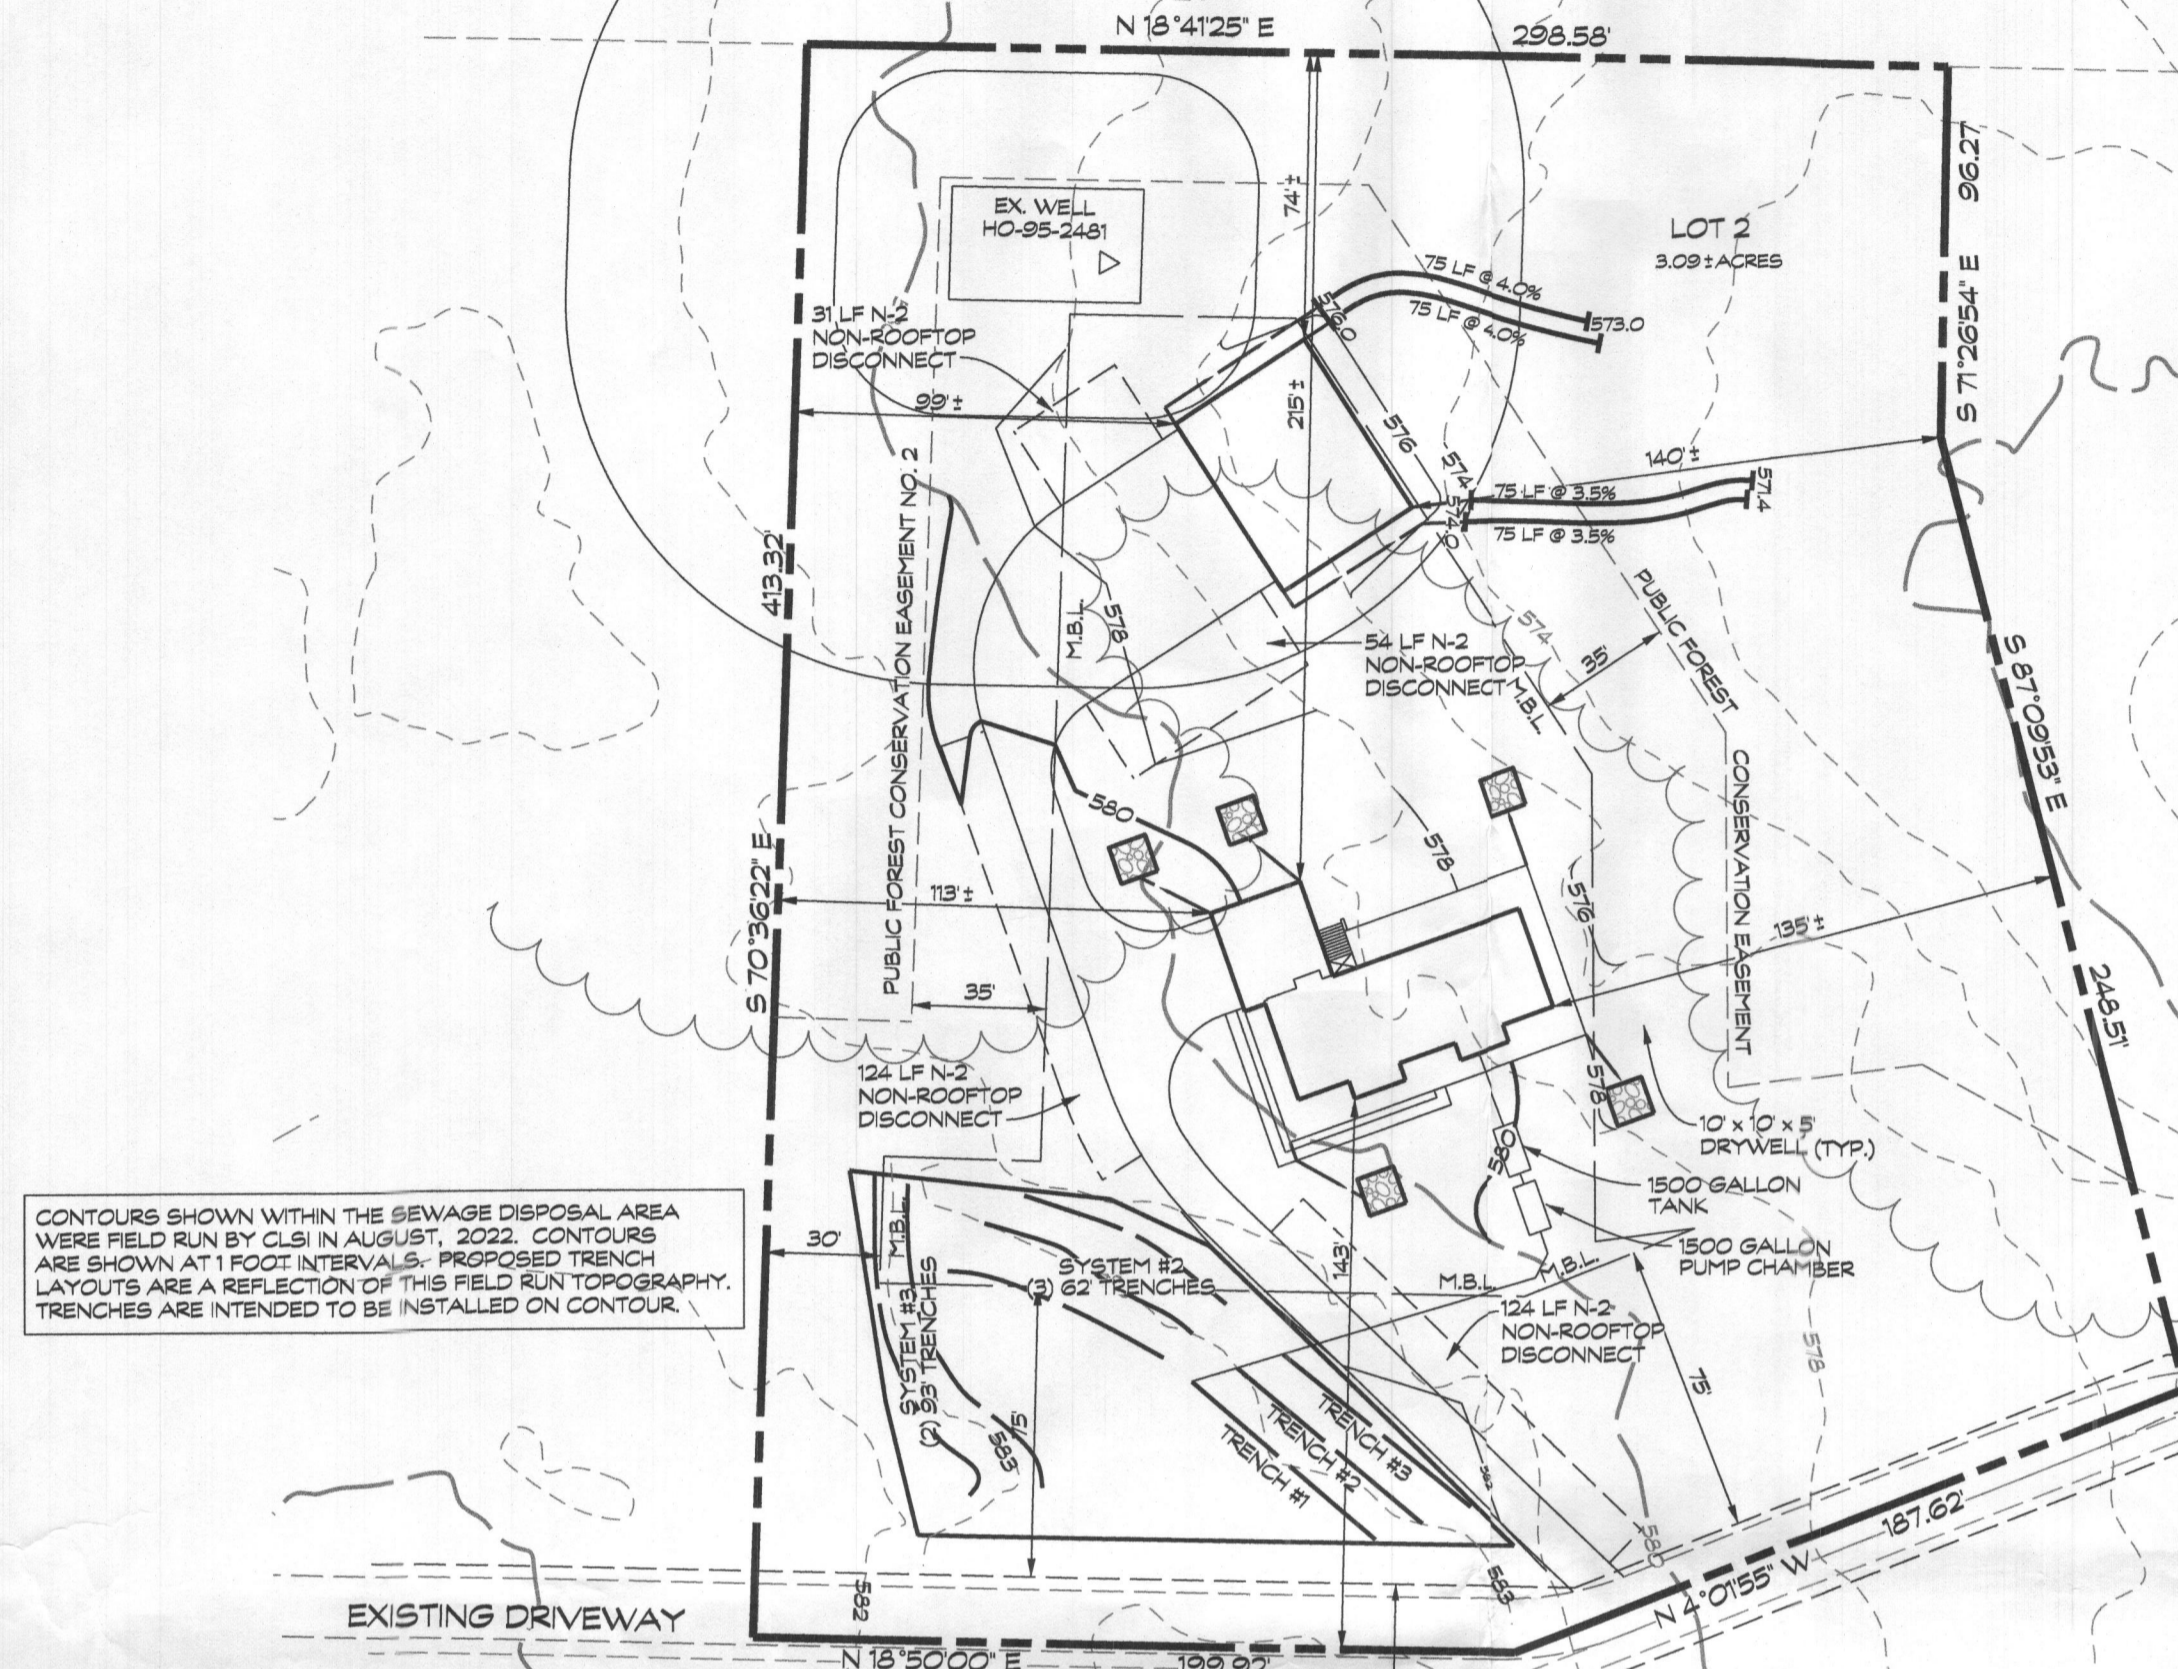 N 18°41'25" E
298.58'
S 71°26'54" E 96.27'
EX. WELL
HO-95-2481
74'±
LOT 2
3.09±ACRES
75 LF @ 4.0%
75 LF @ 4.0%
576.0
573.0
31 LF N-2
NON-ROOFTOP
DISCONNECT
99'±
215'±
576
574
140'±
75 LF @ 3.5%
75 LF @ 3.5%
574.0
571.4
413.32'
S 70°36'22" E
PUBLIC FOREST CONSERVATION EASEMENT NO. 2
M.B.L.
578
54 LF N-2
NON-ROOFTOP
DISCONNECT
M.B.L.
574
35'
PUBLIC FOREST
CONSERVATION EASEMENT
S 87°09'53" E
248.51'
580
578
576
113'±
135'±
35'
124 LF N-2
NON-ROOFTOP
DISCONNECT
578
10' x 10' x 5'
DRYWELL (TYP.)
580
1500 GALLON
TANK
1500 GALLON
PUMP CHAMBER
CONTOURS SHOWN WITHIN THE SEWAGE DISPOSAL AREA
WERE FIELD RUN BY CLSI IN AUGUST, 2022. CONTOURS
ARE SHOWN AT 1 FOOT INTERVALS. PROPOSED TRENCH
LAYOUTS ARE A REFLECTION OF THIS FIELD RUN TOPOGRAPHY.
TRENCHES ARE INTENDED TO BE INSTALLED ON CONTOUR.
30'
M.B.L.
SYSTEM #2
(3) 62' TRENCHES
SYSTEM #3
(2) 93' TRENCHES
143'
M.B.L.
M.B.L.
124 LF N-2
NON-ROOFTOP
DISCONNECT
578
75'
75'
583
TRENCH #1
TRENCH #2
TRENCH #3
582
583
580
187.62'
N 4°01'55" W
EXISTING DRIVEWAY
582
N 18°50'00" E
199.92'